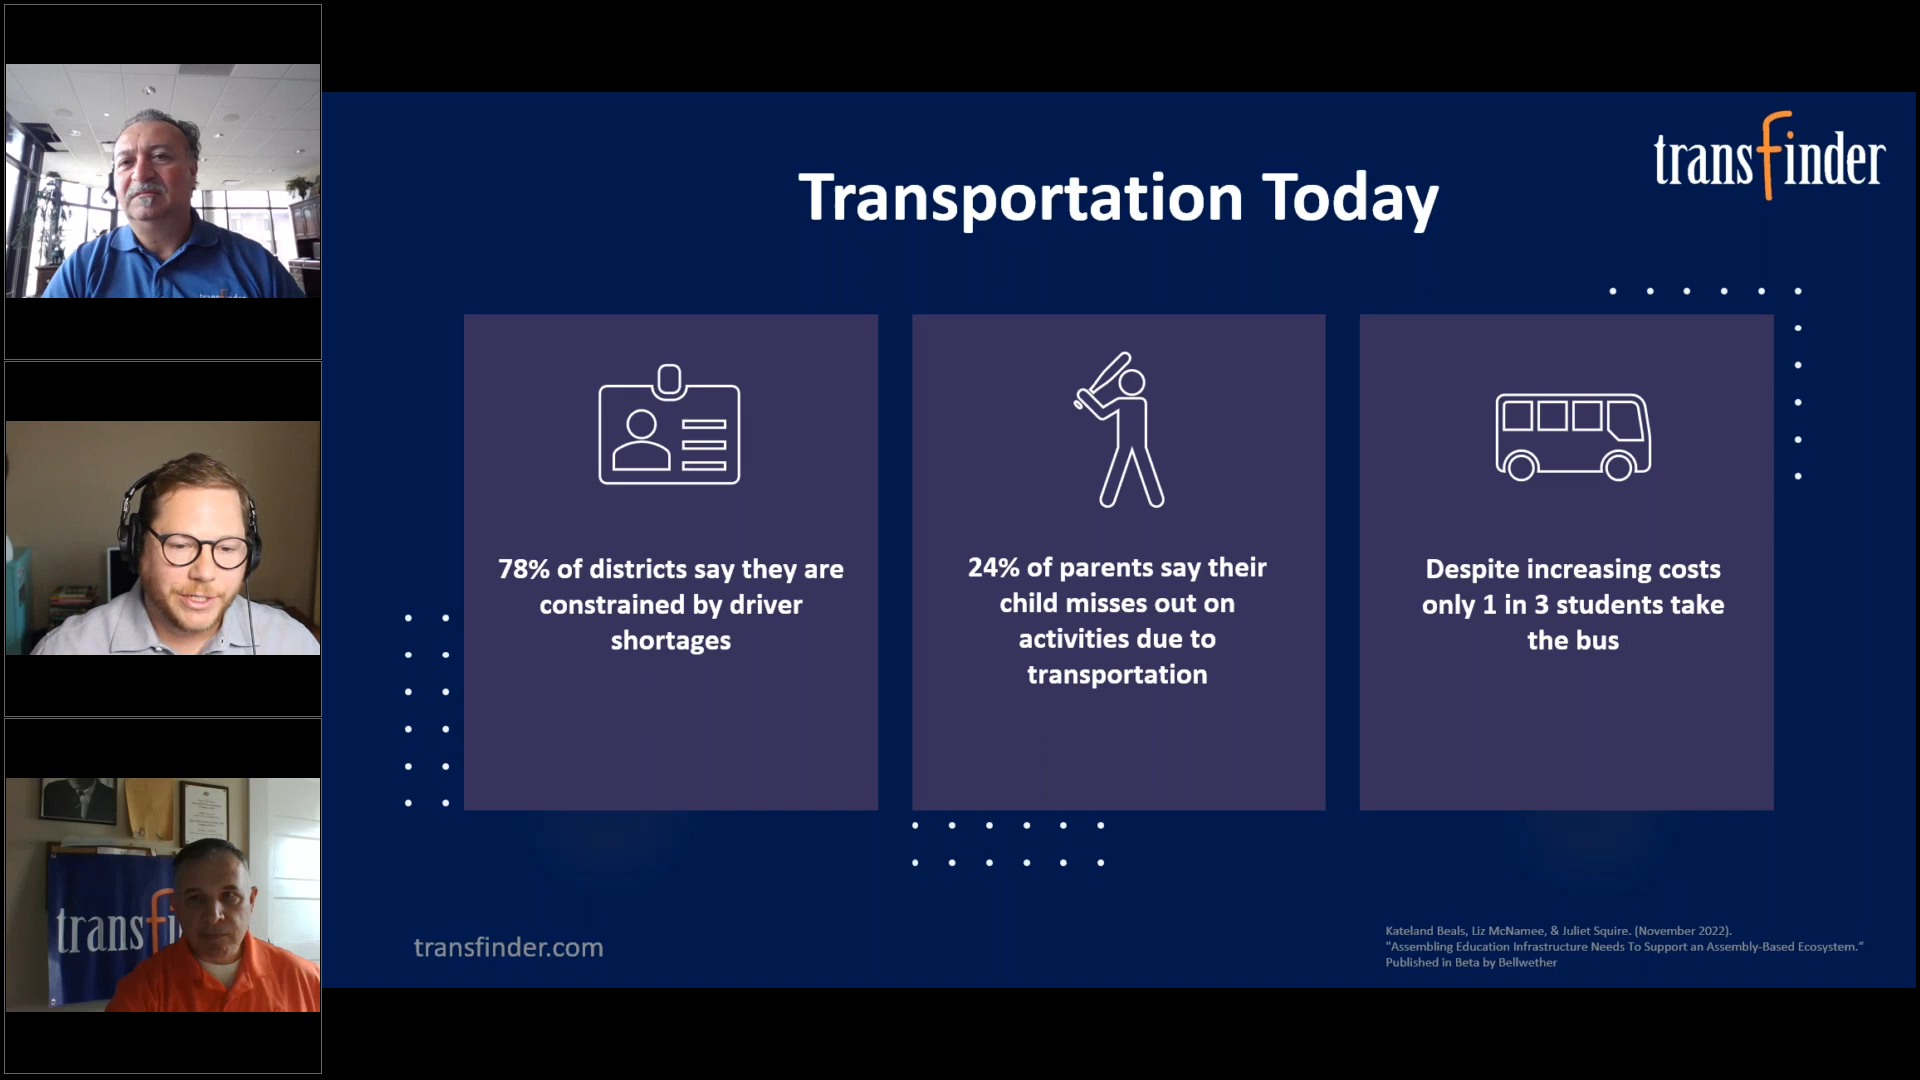 transfinder
Transportation Today
78% of districts say they are
constrained by driver
shortages
24% of parents say their
child misses out on
activities due to
transportation
Despite increasing costs
only 1 in 3 students take
the bus
transfinder.com
Kateland Beals, Liz McNamee, & Juliet Squire. (November 2022).
"Assembling Education Infrastructure Needs To Support an Assembly-Based Ecosystem."
Published in Beta by Bellwether
transfi